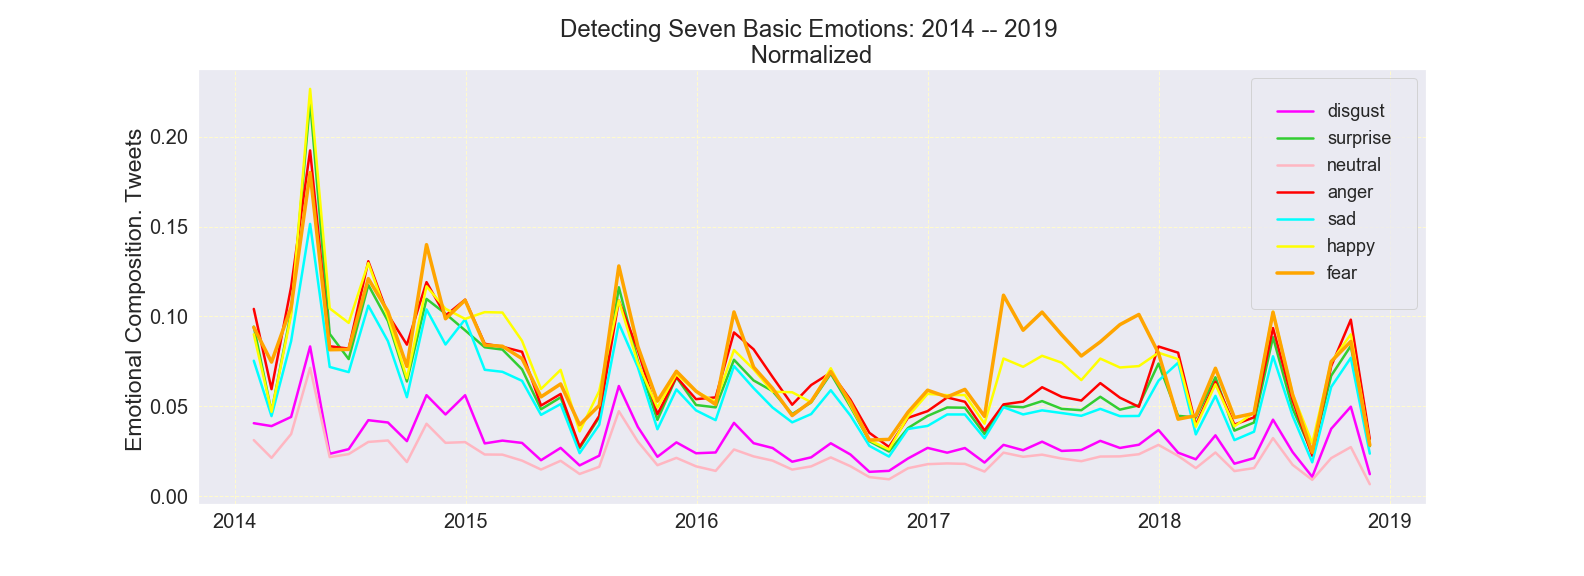 Detecting Seven Basic Emotions: 2014 -- 2019
Normalized
Emotional Composition. Tweets
0.20
0.15
0.10
0.05
0.00
2014 2015 2016 2017 2018 2019
disgust
surprise
neutral
anger
sad
happy
fear